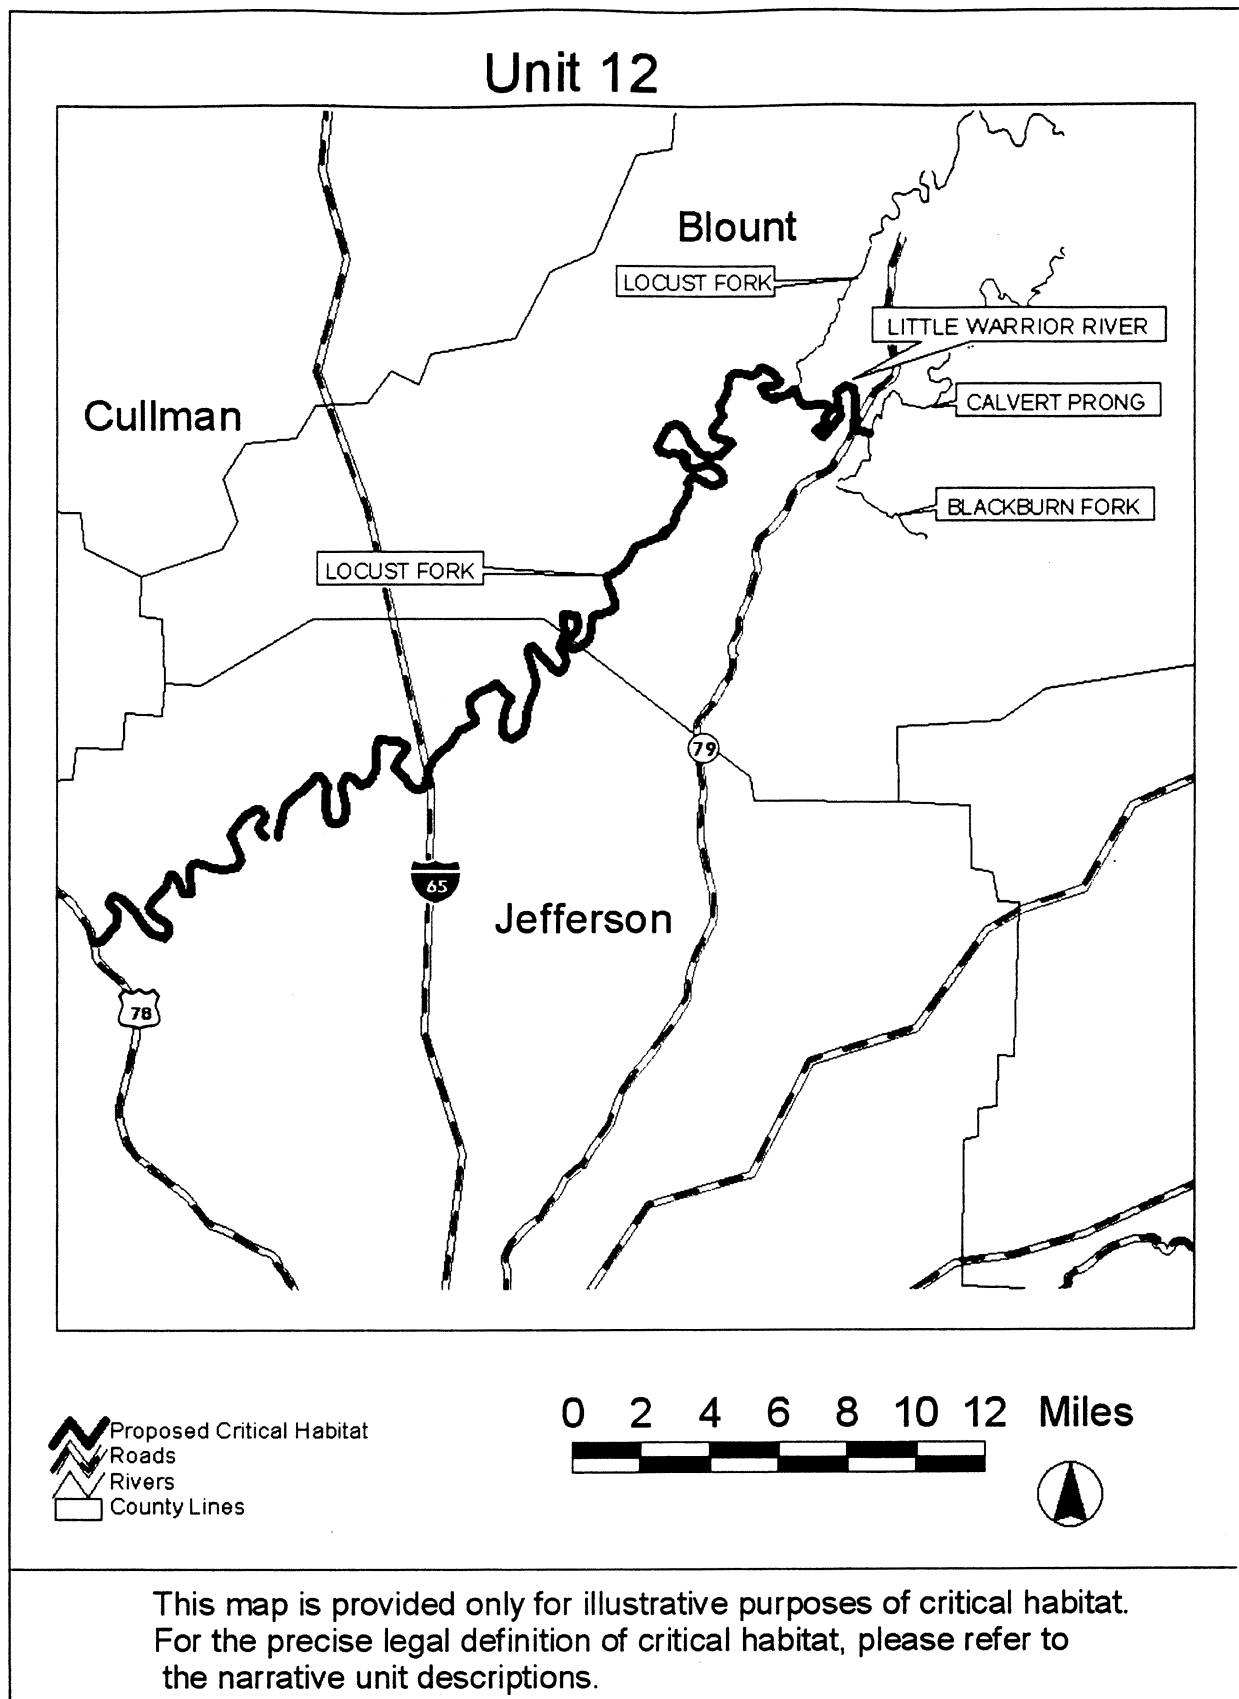 Unit 12
Blount
LOCUST FORK
LITTLE WARRIOR RIVER
CALVERT PRONG
Cullman
BLACKBURN FORK
LOCUST FORK
79
65
Jefferson
78
0 2 4 6 8 10 12 Miles
Proposed Critical Habitat
Roads
Rivers
County Lines
This map is provided only for illustrative purposes of critical habitat.
For the precise legal definition of critical habitat, please refer to
the narrative unit descriptions.